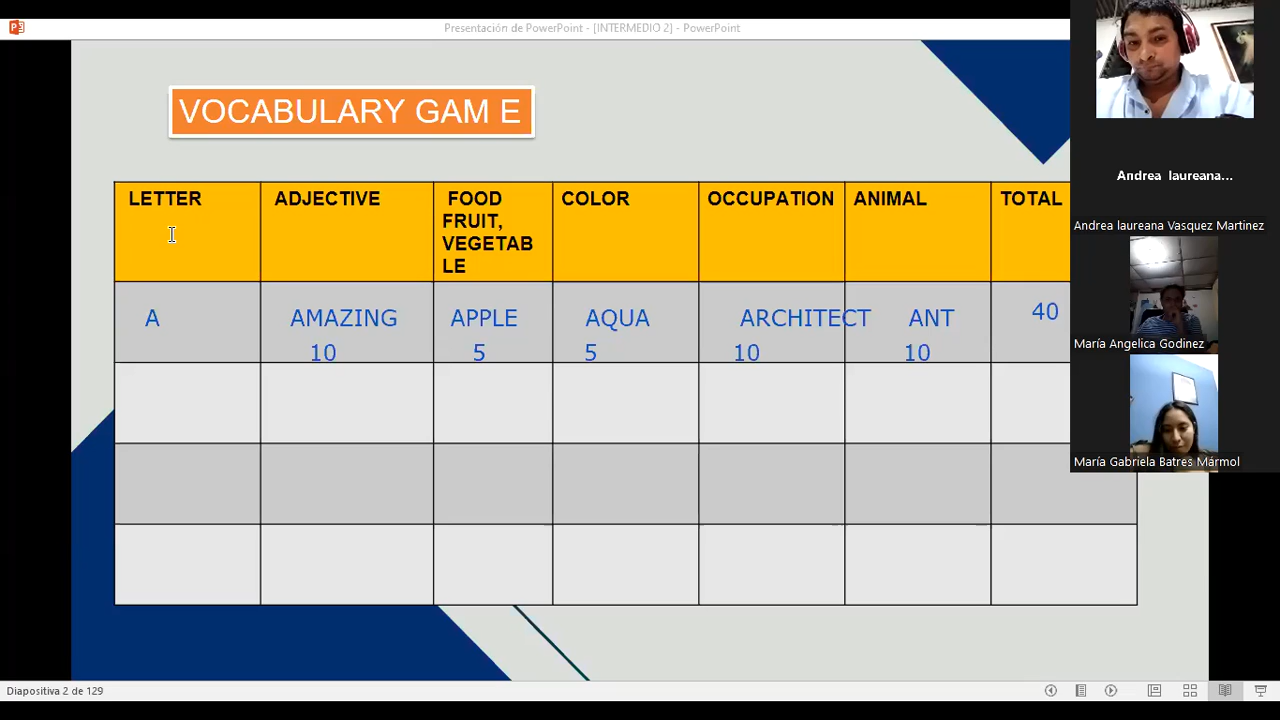 Presentación de PowerPoint - [INTERMEDIO 2] - PowerPoint
VOCABULARY GAM E
LETTER
ADJECTIVE
FOOD
FRUIT,
VEGETAB
LE
COLOR
OCCUPATION
ANIMAL
TOTAL
A
AMAZING
10
APPLE
5
AQUA
5
ARCHITECT
10
ANT
10
40
Andrea laureana...
Andrea laureana Vasquez Martinez
María Angelica Godinez
María Gabriela Batres Mármol
Diapositiva 2 de 129